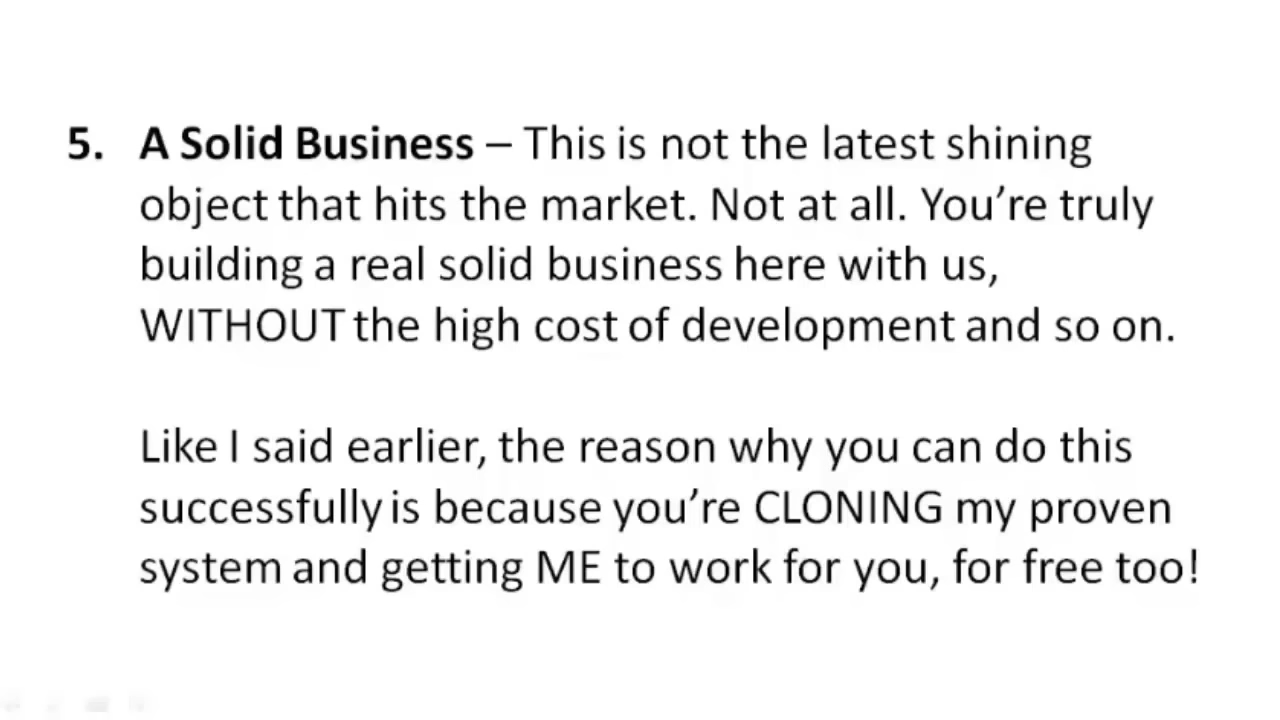 5. A Solid Business – This is not the latest shining
object that hits the market. Not at all. You’re truly
building a real solid business here with us,
WITHOUT the high cost of development and so on.
Like I said earlier, the reason why you can do this
successfully is because you’re CLONING my proven
system and getting ME to work for you, for free too!